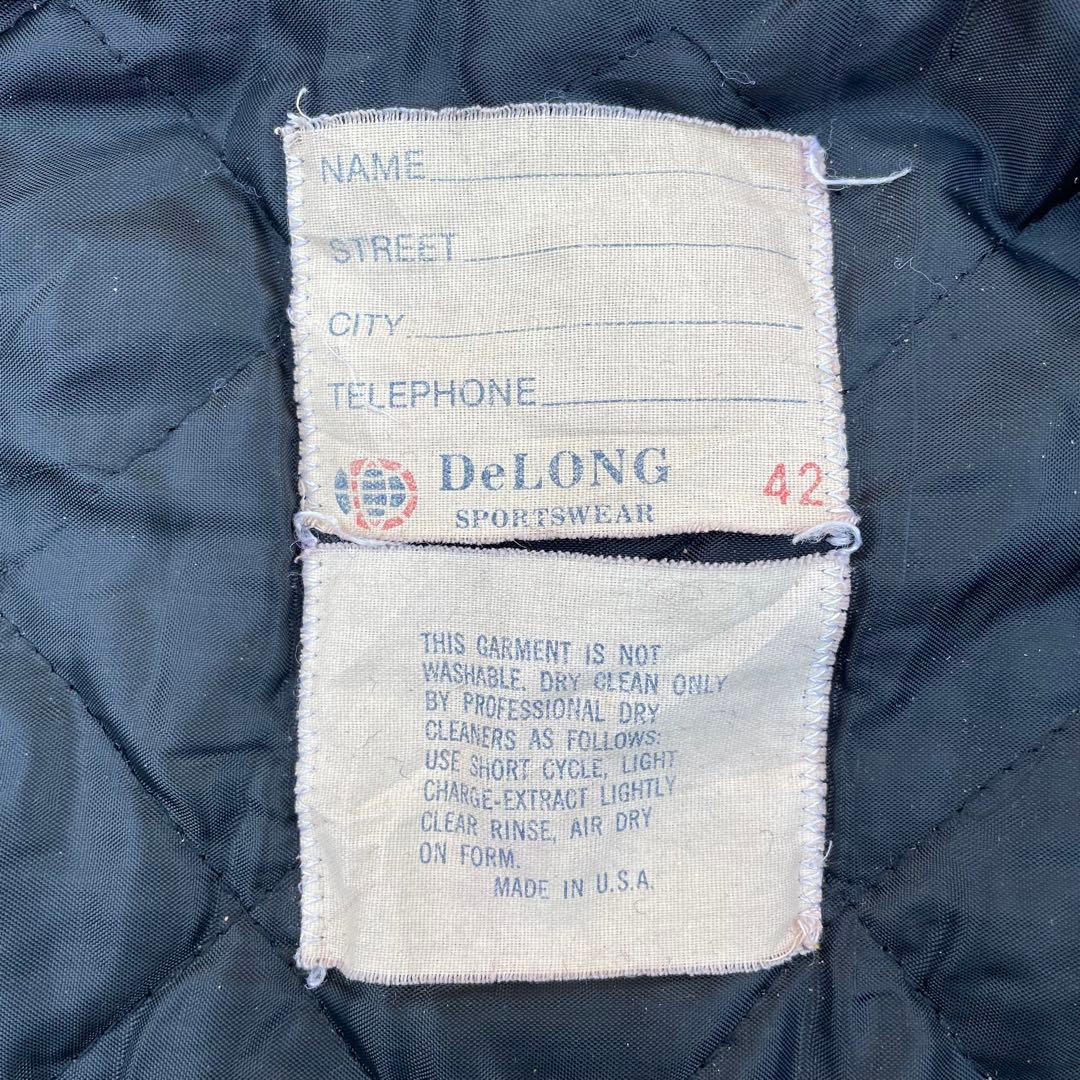 NAME
STREET
CITY
TELEPHONE
DeLONG 42
SPORTSWEAR
THIS GARMENT IS NOT
WASHABLE. DRY CLEAN ONLY
BY PROFESSIONAL DRY
CLEANERS AS FOLLOWS:
USE SHORT CYCLE, LIGHT
CHARGE-EXTRACT LIGHTLY
CLEAR RINSE, AIR DRY
ON FORM.
MADE IN U.S.A.